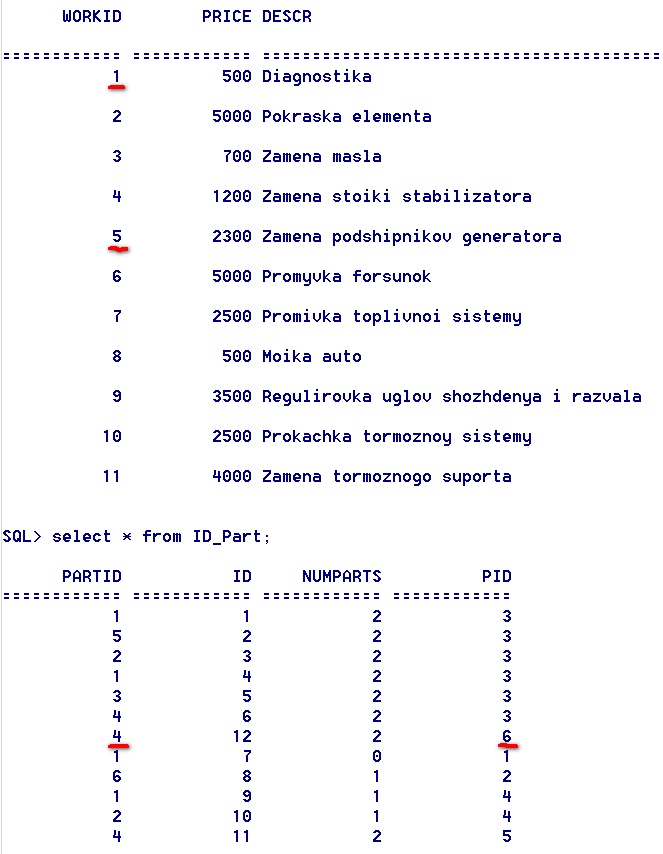 WORKID PRICE DESCR
------------ ------------ ----------------------------------------
1 500 Diagnostika
2 5000 Pokraska elementa
3 700 Zamena masla
4 1200 Zamena stoiki stabilizatora
5 2300 Zamena podshipnikov generatora
6 5000 Promyvka forsunok
7 2500 Promivka toplivnoi sistemy
8 500 Moika auto
9 3500 Regulirovka uglov shozhdenya i razvala
10 2500 Prokachka tormoznoy sistemy
11 4000 Zamena tormoznogo suporta
SQL> select * from ID_Part;
PARTID ID NUMPARTS PID
------------ ------------ ------------ ------------
1 1 2 3
5 2 2 3
2 3 2 3
1 4 2 3
3 5 2 3
4 6 2 3
4 12 2 6
1 7 0 1
6 8 1 2
1 9 1 4
2 10 1 4
4 11 2 5